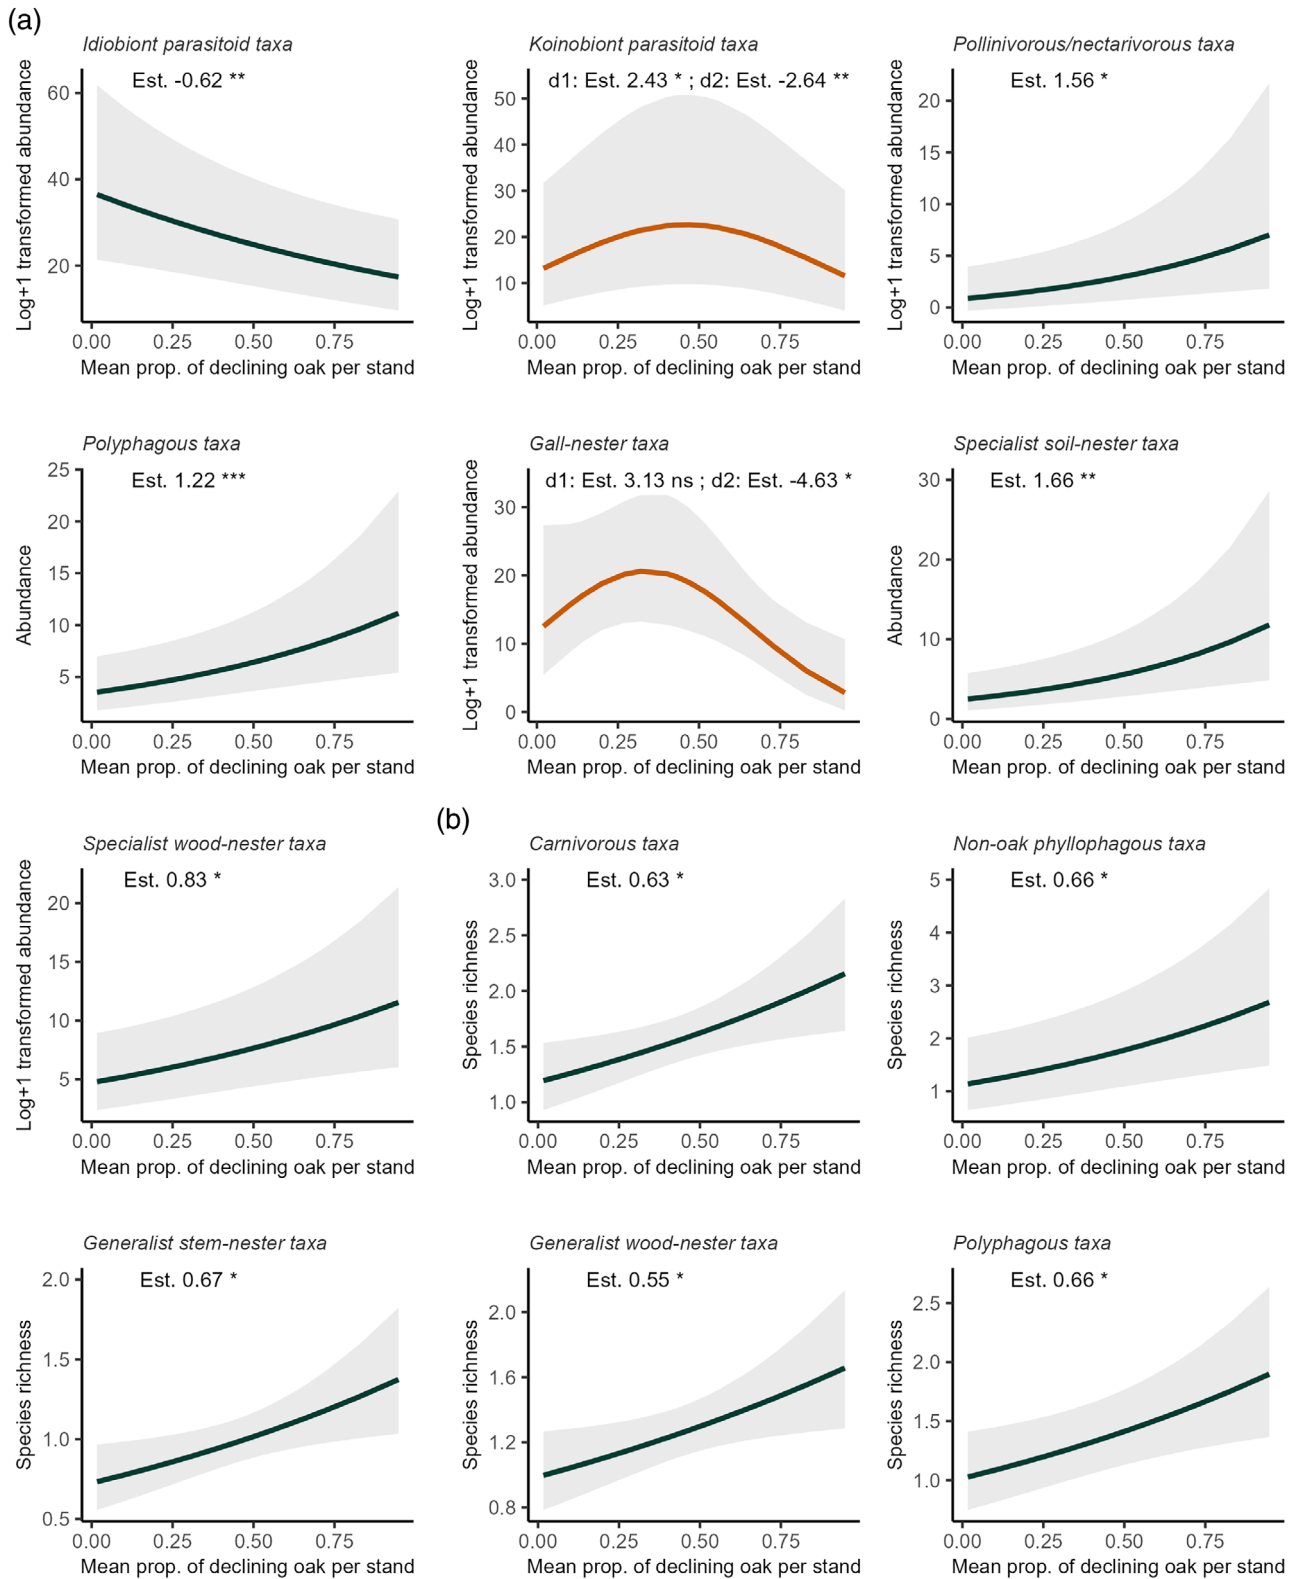 (a)
Idiobiont parasitoid taxa
Est. -0.62 **
Log+1 transformed abundance
60
40
20
0.00 0.25 0.50 0.75
Mean prop. of declining oak per stand
Koinobiont parasitoid taxa
d1: Est. 2.43 * ; d2: Est. -2.64 **
Log+1 transformed abundance
50
40
30
20
10
0.00 0.25 0.50 0.75
Mean prop. of declining oak per stand
Pollinivorous/nectarivorous taxa
Est. 1.56 *
Log+1 transformed abundance
20
15
10
5
0
0.00 0.25 0.50 0.75
Mean prop. of declining oak per stand
Polyphagous taxa
Est. 1.22 ***
Abundance
25
20
15
10
5
0.00 0.25 0.50 0.75
Mean prop. of declining oak per stand
Gall-nester taxa
d1: Est. 3.13 ns ; d2: Est. -4.63 *
Log+1 transformed abundance
30
20
10
0
0.00 0.25 0.50 0.75
Mean prop. of declining oak per stand
Specialist soil-nester taxa
Est. 1.66 **
Abundance
30
20
10
0
0.00 0.25 0.50 0.75
Mean prop. of declining oak per stand
Specialist wood-nester taxa
Est. 0.83 *
Log+1 transformed abundance
20
15
10
5
0.00 0.25 0.50 0.75
Mean prop. of declining oak per stand
(b)
Carnivorous taxa
Est. 0.63 *
Species richness
3.0
2.5
2.0
1.5
1.0
0.00 0.25 0.50 0.75
Mean prop. of declining oak per stand
Non-oak phyllophagous taxa
Est. 0.66 *
Species richness
5
4
3
2
1
0.00 0.25 0.50 0.75
Mean prop. of declining oak per stand
Generalist stem-nester taxa
Est. 0.67 *
Species richness
2.0
1.5
1.0
0.5
0.00 0.25 0.50 0.75
Mean prop. of declining oak per stand
Generalist wood-nester taxa
Est. 0.55 *
Species richness
2.0
1.6
1.2
0.8
0.00 0.25 0.50 0.75
Mean prop. of declining oak per stand
Polyphagous taxa
Est. 0.66 *
Species richness
2.5
2.0
1.5
1.0
0.00 0.25 0.50 0.75
Mean prop. of declining oak per stand